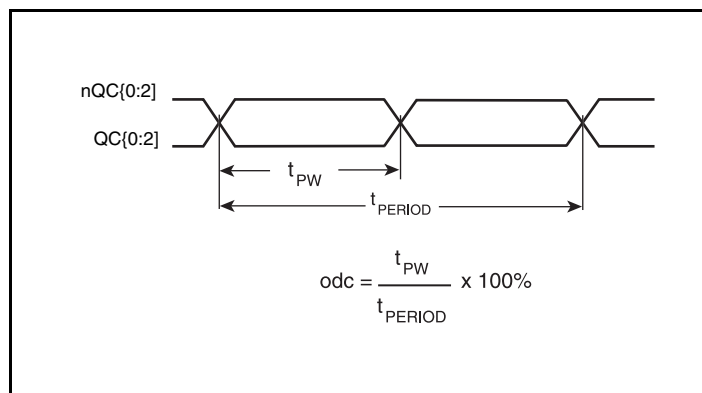 nQC{0:2]
QC{0:2]
tPW
tPERIOD
odc = tPW / tPERIOD x 100%